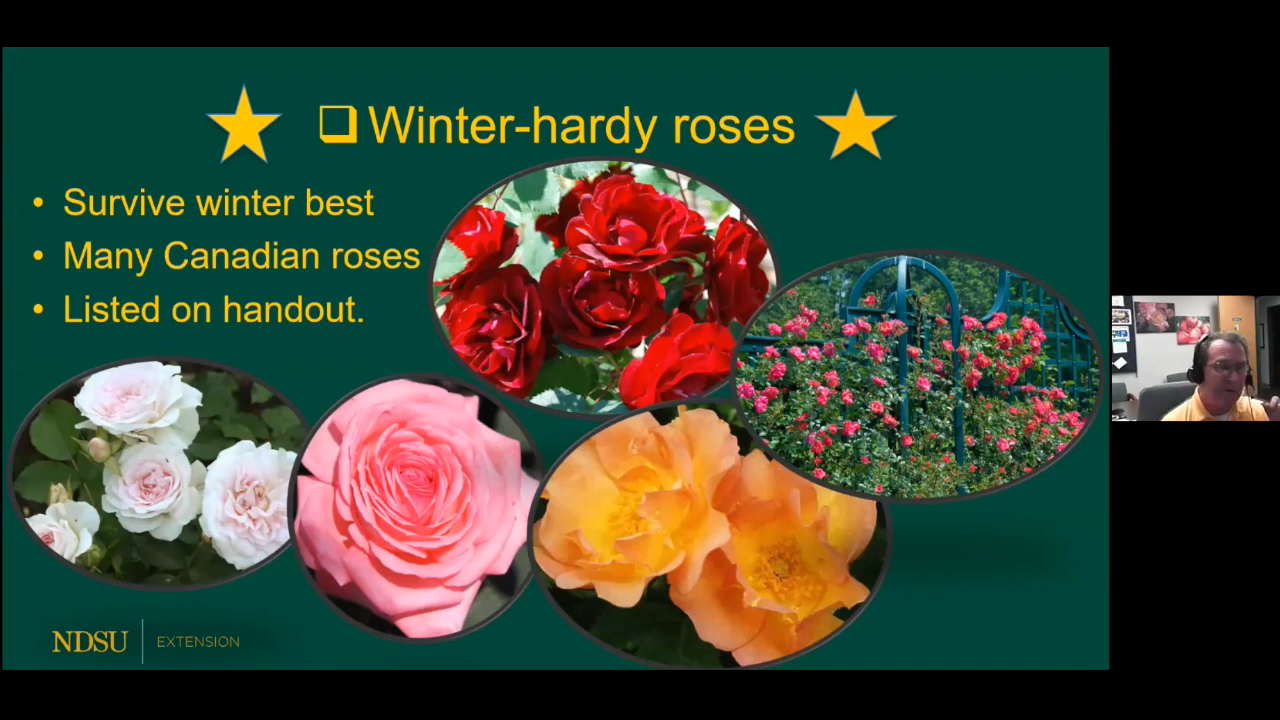 ❑ Winter-hardy roses
• Survive winter best
• Many Canadian roses
• Listed on handout.
NDSU | EXTENSION